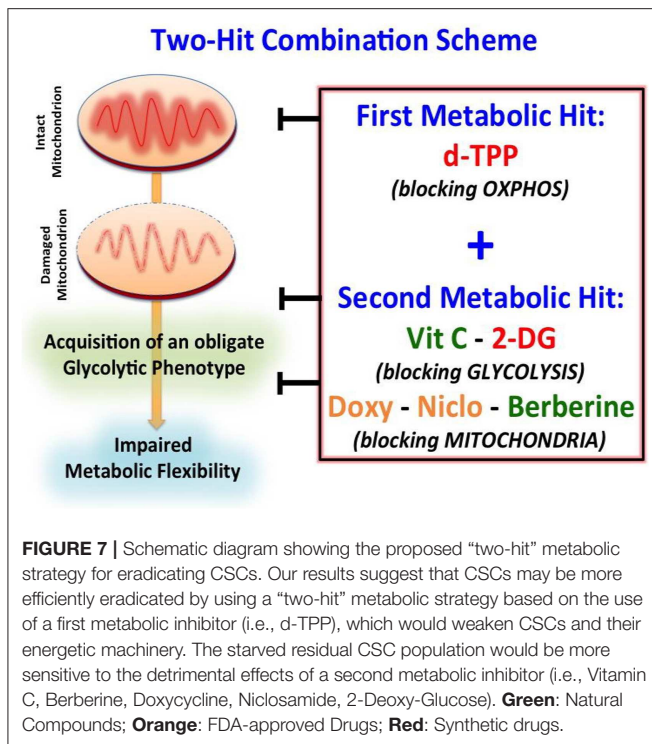 Two-Hit Combination Scheme
Intact
Mitochondrion
Damaged
Mitochondrion
Acquisition of an obligate
Glycolytic Phenotype
Impaired
Metabolic Flexibility
First Metabolic Hit:
d-TPP
(blocking OXPHOS)
+
Second Metabolic Hit:
Vit C - 2-DG
(blocking GLYCOLYSIS)
Doxy - Niclo - Berberine
(blocking MITOCHONDRIA)
FIGURE 7 | Schematic diagram showing the proposed “two-hit” metabolic
strategy for eradicating CSCs. Our results suggest that CSCs may be more
efficiently eradicated by using a “two-hit” metabolic strategy based on the use
of a first metabolic inhibitor (i.e., d-TPP), which would weaken CSCs and their
energetic machinery. The starved residual CSC population would be more
sensitive to the detrimental effects of a second metabolic inhibitor (i.e., Vitamin
C, Berberine, Doxycycline, Niclosamide, 2-Deoxy-Glucose). Green: Natural
Compounds; Orange: FDA-approved Drugs; Red: Synthetic drugs.